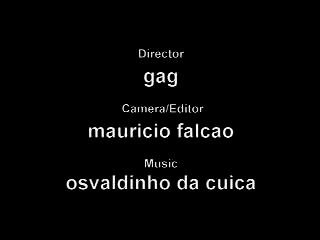 Director
gag
Camera/Editor
mauricio falcao
Music
osvaldinho da cuica